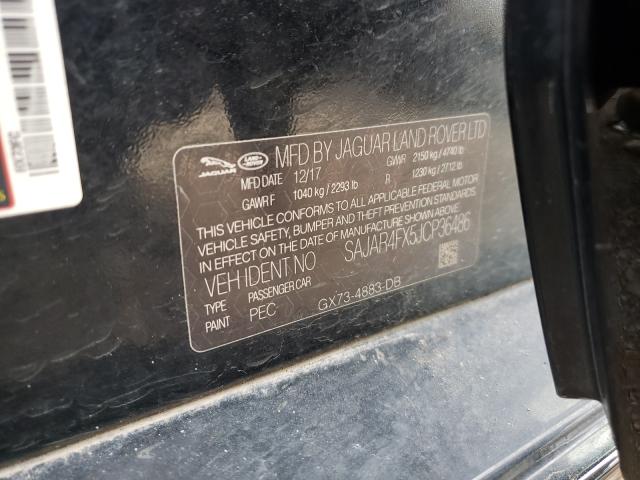 JAGUAR LAND ROVER MFD BY JAGUAR LAND ROVER LTD
MFD DATE 12/17 GVWR 2150 kg / 4740 lb
GAWR F 1040 kg / 2293 lb R 1230 kg / 2712 lb
THIS VEHICLE CONFORMS TO ALL APPLICABLE FEDERAL MOTOR
VEHICLE SAFETY, BUMPER AND THEFT PREVENTION STANDARDS
IN EFFECT ON THE DATE OF MANUFACTURE SHOWN ABOVE
VEH IDENT NO SAJAR4FX5JCP36486
TYPE PASSENGER CAR
PAINT PEC GX73-4883-DB